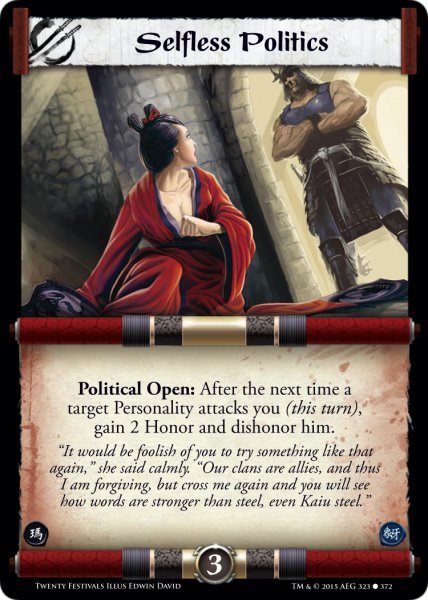 Selfless Politics
Political Open: After the next time a
target Personality attacks you (this turn),
gain 2 Honor and dishonor him.
“It would be foolish of you to try something like that
again,” she said calmly. “Our clans are allies, and thus
I am forgiving, but cross me again and you will see
how words are stronger than steel, even Kaiu steel.”
瑪
3
Twenty Festivals Illus Edwin David
TM & © 2015 AEG 323 ● 372